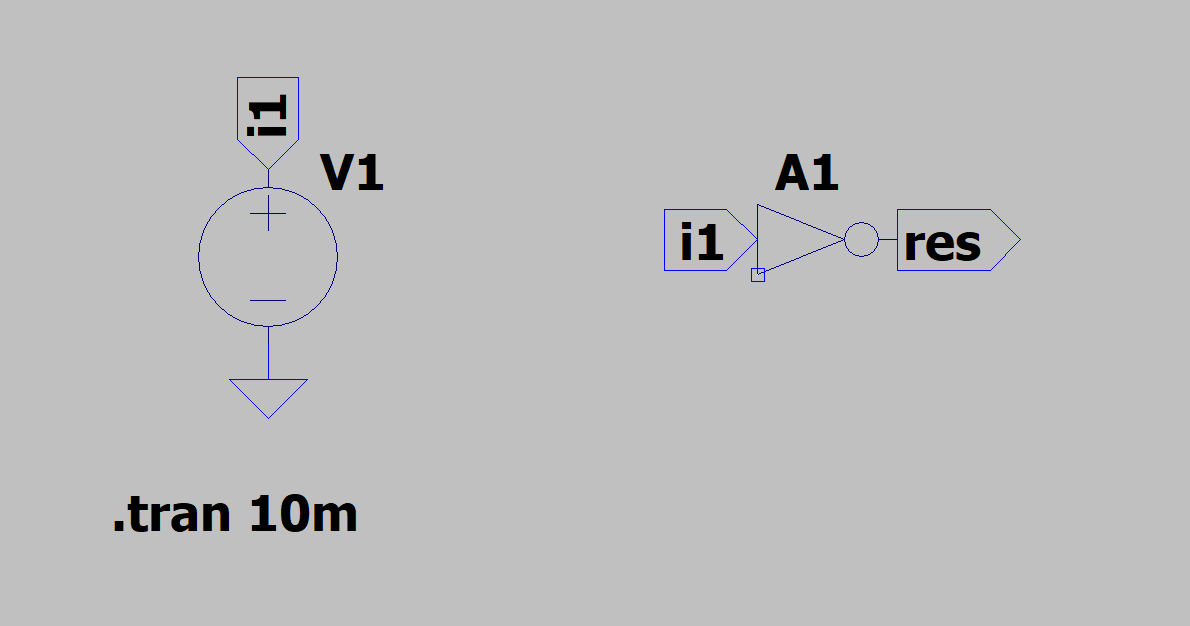 i1
V1
A1
i1
res
.tran 10m